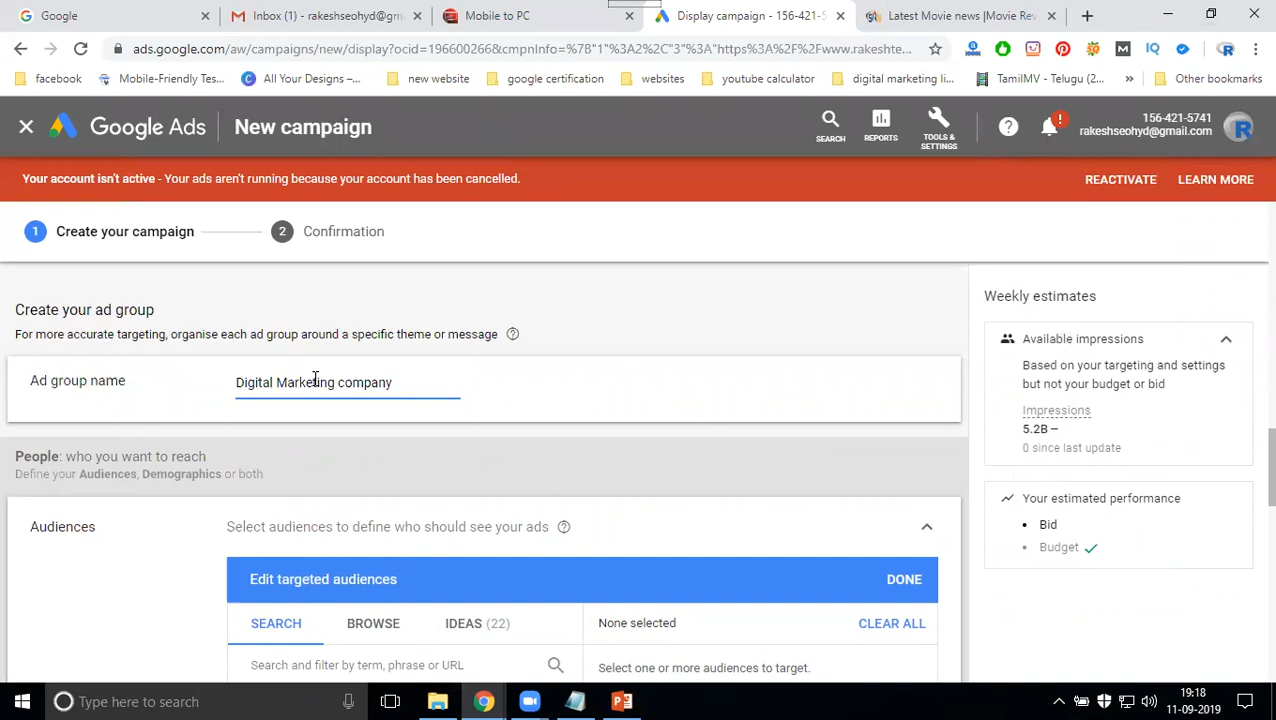 Google
Inbox (1) - rakeshseohyd@gm
Mobile to PC
Display campaign - 156-421-5
Latest Movie news |Movie Re
ads.google.com/aw/campaigns/new/display?ocid=196600266&cmpnInfo=%7B"1"%3A2%2C"3"%3A"https%3A%2F%2Fwww.rakeshte...
facebook
Mobile-Friendly Tes...
All Your Designs –...
new website
google certification
websites
youtube calculator
digital marketing li...
TamilMV - Telugu (2...
»
Other bookmarks
Google Ads
New campaign
SEARCH
REPORTS
TOOLS &
SETTINGS
156-421-5741
rakeshseohyd@gmail.com
Your account isn't active - Your ads aren't running because your account has been cancelled.
REACTIVATE
LEARN MORE
1 Create your campaign
2 Confirmation
Create your ad group
For more accurate targeting, organise each ad group around a specific theme or message
Ad group name
Digital Marketing company
People: who you want to reach
Define your Audiences, Demographics or both
Audiences
Select audiences to define who should see your ads
Edit targeted audiences
DONE
SEARCH
BROWSE
IDEAS (22)
None selected
CLEAR ALL
Search and filter by term, phrase or URL
Select one or more audiences to target.
Weekly estimates
Available impressions
Based on your targeting and settings
but not your budget or bid
Impressions
5.2B –
0 since last update
Your estimated performance
• Bid
• Budget
Type here to search
19:18
11-09-2019